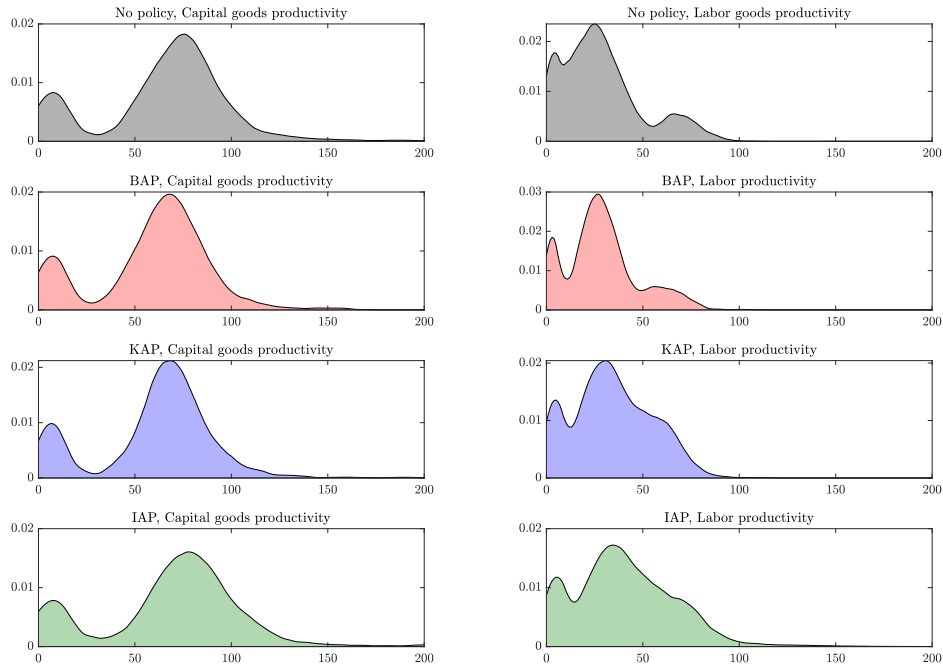 No policy, Capital goods productivity
0.02
0.01
0
0 50 100 150 200
No policy, Labor goods productivity
0.02
0.01
0
0 50 100 150 200
BAP, Capital goods productivity
0.02
0.01
0
0 50 100 150 200
BAP, Labor productivity
0.03
0.02
0.01
0
0 50 100 150 200
KAP, Capital goods productivity
0.02
0.01
0
0 50 100 150 200
KAP, Labor productivity
0.02
0.01
0
0 50 100 150 200
IAP, Capital goods productivity
0.02
0.01
0
0 50 100 150 200
IAP, Labor productivity
0.02
0.01
0
0 50 100 150 200